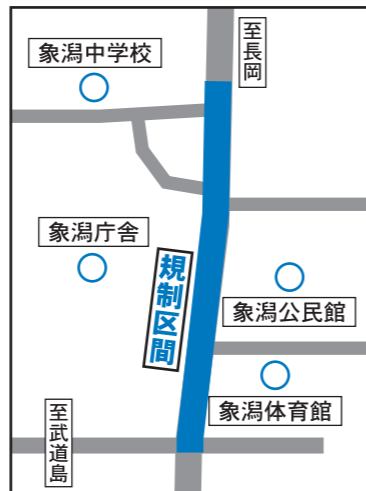 象潟中学校
至長岡
象潟庁舎
規制区間
象潟公民館
象潟体育館
至武道島